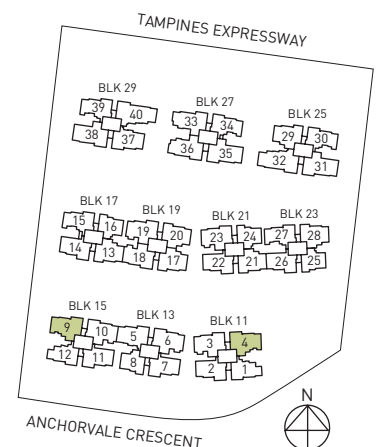 TAMPINES EXPRESSWAY
BLK 29
39 40
38 37
BLK 27
33 34
36 35
BLK 25
29 30
32 31
BLK 17
15 16
14 13
BLK 19
19 20
18 17
BLK 21
23 24
22 21
BLK 23
27 28
26 25
BLK 15
9 10
12 11
BLK 13
5 6
8 7
BLK 11
3 4
2 1
N
ANCHORVALE CRESCENT